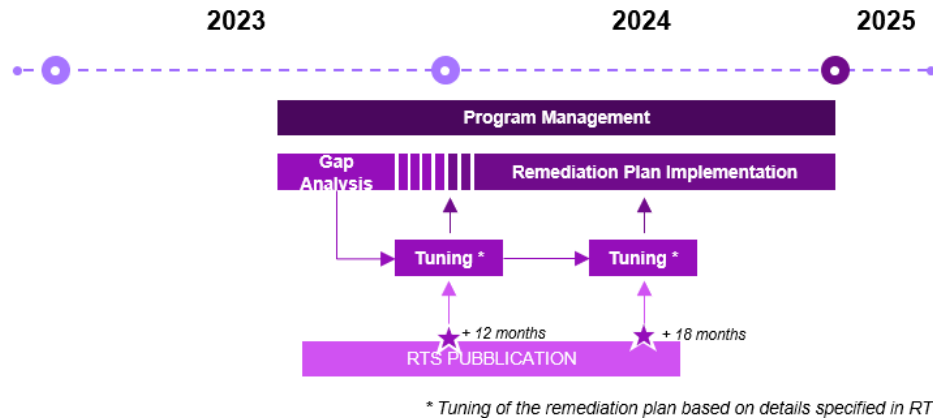 2023 2024 2025
Program Management
Gap
Analysis
Remediation Plan Implementation
Tuning *
Tuning *
+ 12 months
+ 18 months
RTS PUBBLICATION
* Tuning of the remediation plan based on details specified in RT